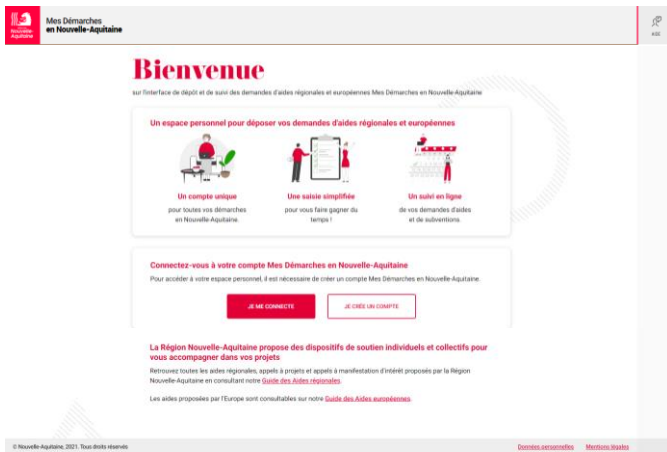 Nouvelle-
Aquitaine
Mes Démarches
en Nouvelle-Aquitaine
Bienvenue
sur l'interface de dépôt et de suivi des demandes d'aides régionales et européennes Mes Démarches en Nouvelle-Aquitaine
Un espace personnel pour déposer vos demandes d'aides régionales et européennes
Un compte unique
pour toutes vos démarches
en Nouvelle-Aquitaine.
Une saisie simplifiée
pour vous faire gagner du
temps !
Un suivi en ligne
de vos demandes d'aides
et de subventions.
Connectez-vous à votre compte Mes Démarches en Nouvelle-Aquitaine
Pour accéder à votre espace personnel, il est nécessaire de créer un compte Mes Démarches en Nouvelle-Aquitaine.
JE ME CONNECTE
JE CRÉE UN COMPTE
La Région Nouvelle-Aquitaine propose des dispositifs de soutien individuels et collectifs pour
vous accompagner dans vos projets
Retrouvez toutes les aides régionales, appels à projets et appels à manifestation d'intérêt proposés par la Région
Nouvelle-Aquitaine en consultant notre Guide des Aides régionales.
Les aides proposées par l'Europe sont consultables sur notre Guide des Aides européennes.
© Nouvelle-Aquitaine, 2021. Tous droits réservés
Données personnelles
Mentions légales